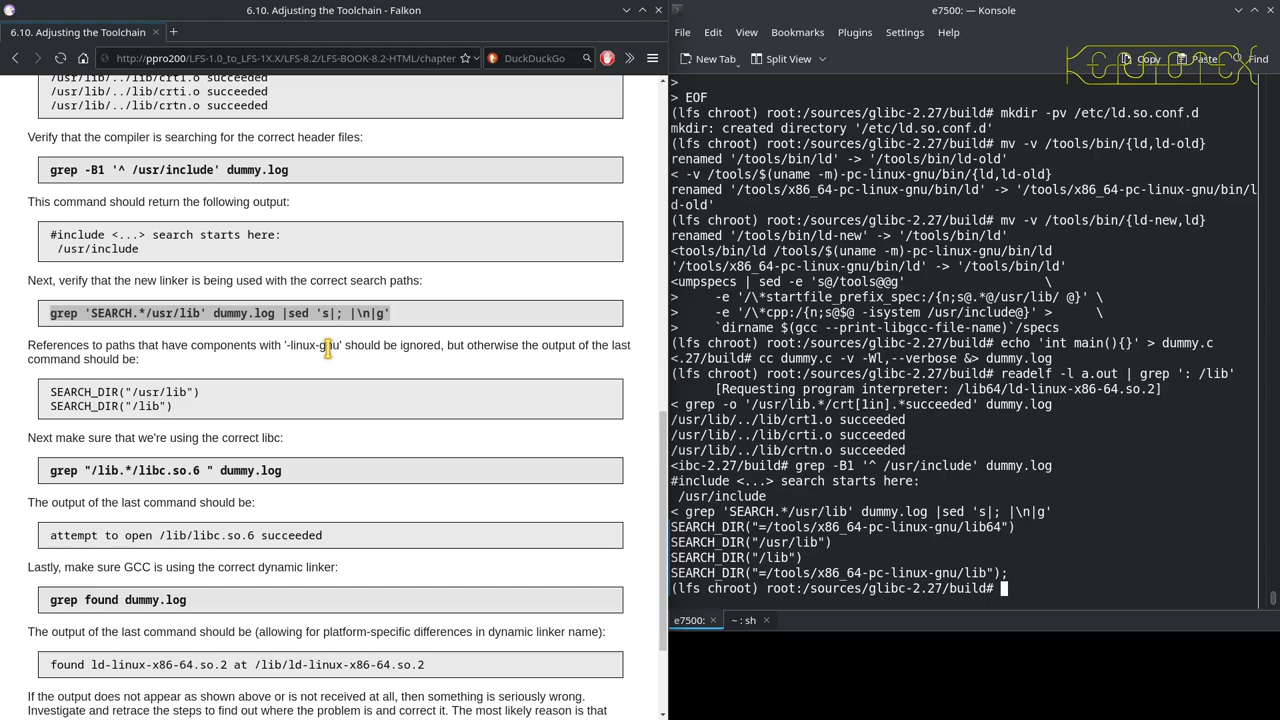 6.10. Adjusting the Toolchain - Falkon
6.10. Adjusting the Toolchain
http://ppro200/LFS-1.0_to_LFS-1X.X/LFS-8.2/LFS-BOOK-8.2-HTML/chapter
DuckDuckGo
/usr/lib/../lib/crti.o succeeded
/usr/lib/../lib/crtn.o succeeded
Verify that the compiler is searching for the correct header files:
grep -B1 '^ /usr/include' dummy.log
This command should return the following output:
#include <...> search starts here:
 /usr/include
Next, verify that the new linker is being used with the correct search paths:
grep 'SEARCH.*/usr/lib' dummy.log |sed 's|; |\n|g'
References to paths that have components with '-linux-gnu' should be ignored, but otherwise the output of the last
command should be:
SEARCH_DIR("/usr/lib")
SEARCH_DIR("/lib")
Next make sure that we're using the correct libc:
grep "/lib.*/libc.so.6 " dummy.log
The output of the last command should be:
attempt to open /lib/libc.so.6 succeeded
Lastly, make sure GCC is using the correct dynamic linker:
grep found dummy.log
The output of the last command should be (allowing for platform-specific differences in dynamic linker name):
found ld-linux-x86-64.so.2 at /lib/ld-linux-x86-64.so.2
If the output does not appear as shown above or is not received at all, then something is seriously wrong.
Investigate and retrace the steps to find out where the problem is and correct it. The most likely reason is that
e7500: — Konsole
File Edit View Bookmarks Plugins Settings Help
New Tab Split View Copy Paste Find
>
> EOF
(lfs chroot) root:/sources/glibc-2.27/build# mkdir -pv /etc/ld.so.conf.d
mkdir: created directory '/etc/ld.so.conf.d'
(lfs chroot) root:/sources/glibc-2.27/build# mv -v /tools/bin/{ld,ld-old}
renamed '/tools/bin/ld' -> '/tools/bin/ld-old'
< -v /tools/$(uname -m)-pc-linux-gnu/bin/{ld,ld-old}
renamed '/tools/x86_64-pc-linux-gnu/bin/ld' -> '/tools/x86_64-pc-linux-gnu/bin/l
d-old'
(lfs chroot) root:/sources/glibc-2.27/build# mv -v /tools/bin/{ld-new,ld}
renamed '/tools/bin/ld-new' -> '/tools/bin/ld'
<tools/bin/ld /tools/$(uname -m)-pc-linux-gnu/bin/ld
'/tools/x86_64-pc-linux-gnu/bin/ld' -> '/tools/bin/ld'
<umpspecs | sed -e 's@/tools@@g' \
> -e '/\*startfile_prefix_spec:/{n;s@.*@/usr/lib/ @}' \
> -e '/\*cpp:/{n;s@$@ -isystem /usr/include@}' > \
> `dirname $(gcc --print-libgcc-file-name)`/specs
(lfs chroot) root:/sources/glibc-2.27/build# echo 'int main(){}' > dummy.c
<.27/build# cc dummy.c -v -Wl,--verbose &> dummy.log
(lfs chroot) root:/sources/glibc-2.27/build# readelf -l a.out | grep ': /lib'
[Requesting program interpreter: /lib64/ld-linux-x86-64.so.2]
< grep -o '/usr/lib.*/crt[1in].*succeeded' dummy.log
/usr/lib/../lib/crt1.o succeeded
/usr/lib/../lib/crti.o succeeded
/usr/lib/../lib/crtn.o succeeded
<ibc-2.27/build# grep -B1 '^ /usr/include' dummy.log
#include <...> search starts here:
 /usr/include
< grep 'SEARCH.*/usr/lib' dummy.log |sed 's|; |\n|g'
SEARCH_DIR("=/tools/x86_64-pc-linux-gnu/lib64")
SEARCH_DIR("/usr/lib")
SEARCH_DIR("/lib")
SEARCH_DIR("=/tools/x86_64-pc-linux-gnu/lib");
(lfs chroot) root:/sources/glibc-2.27/build#
e7500: ~ : sh